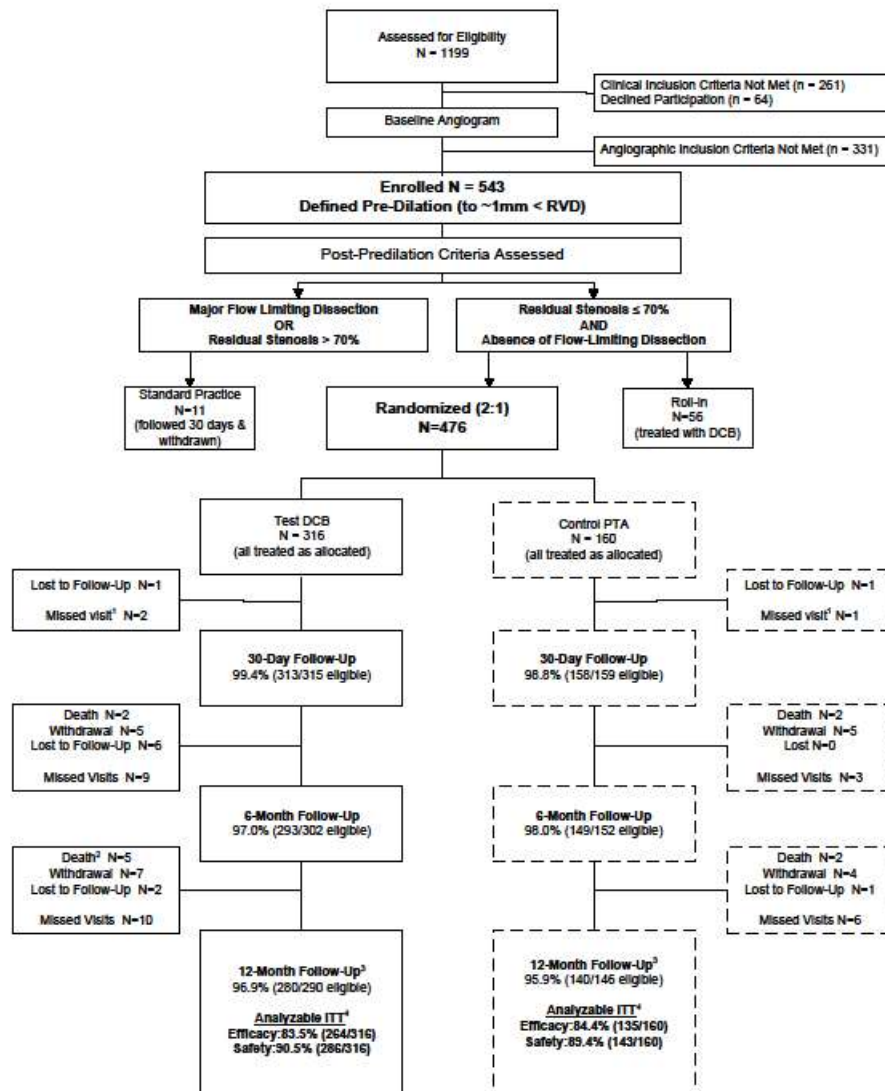 Assessed for Eligibility
N = 1199
Clinical Inclusion Criteria Not Met (n = 261)
Declined Participation (n = 64)
Baseline Angiogram
Angiographic Inclusion Criteria Not Met (n = 331)
Enrolled N = 543
Defined Pre-Dilation (to ~1mm < RVD)
Post-Predilation Criteria Assessed
Major Flow Limiting Dissection
OR
Residual Stenosis > 70%
Residual Stenosis ≤ 70%
AND
Absence of Flow-Limiting Dissection
Standard Practice
N=11
(followed 30 days &
withdrawn)
Randomized (2:1)
N=476
Roll-in
N=56
(treated with DCB)
Test DCB
N = 316
(all treated as allocated)
Control PTA
N = 160
(all treated as allocated)
Lost to Follow-Up N=1
Missed visit¹ N=2
Lost to Follow-Up N=1
Missed visit¹ N=1
30-Day Follow-Up
99.4% (313/315 eligible)
30-Day Follow-Up
98.8% (158/159 eligible)
Death N=2
Withdrawal N=5
Lost to Follow-Up N=6
Missed Visits N=9
Death N=2
Withdrawal N=5
Lost N=0
Missed Visits N=3
6-Month Follow-Up
97.0% (293/302 eligible)
6-Month Follow-Up
98.0% (149/152 eligible)
Death² N=5
Withdrawal N=7
Lost to Follow-Up N=2
Missed Visits N=10
Death N=2
Withdrawal N=4
Lost to Follow-Up N=1
Missed Visits N=6
12-Month Follow-Up³
96.9% (280/290 eligible)
Analyzable ITT⁴
Efficacy:83.5% (264/316)
Safety:90.5% (286/316)
12-Month Follow-Up³
95.9% (140/146 eligible)
Analyzable ITT⁴
Efficacy:84.4% (135/160)
Safety:89.4% (143/160)